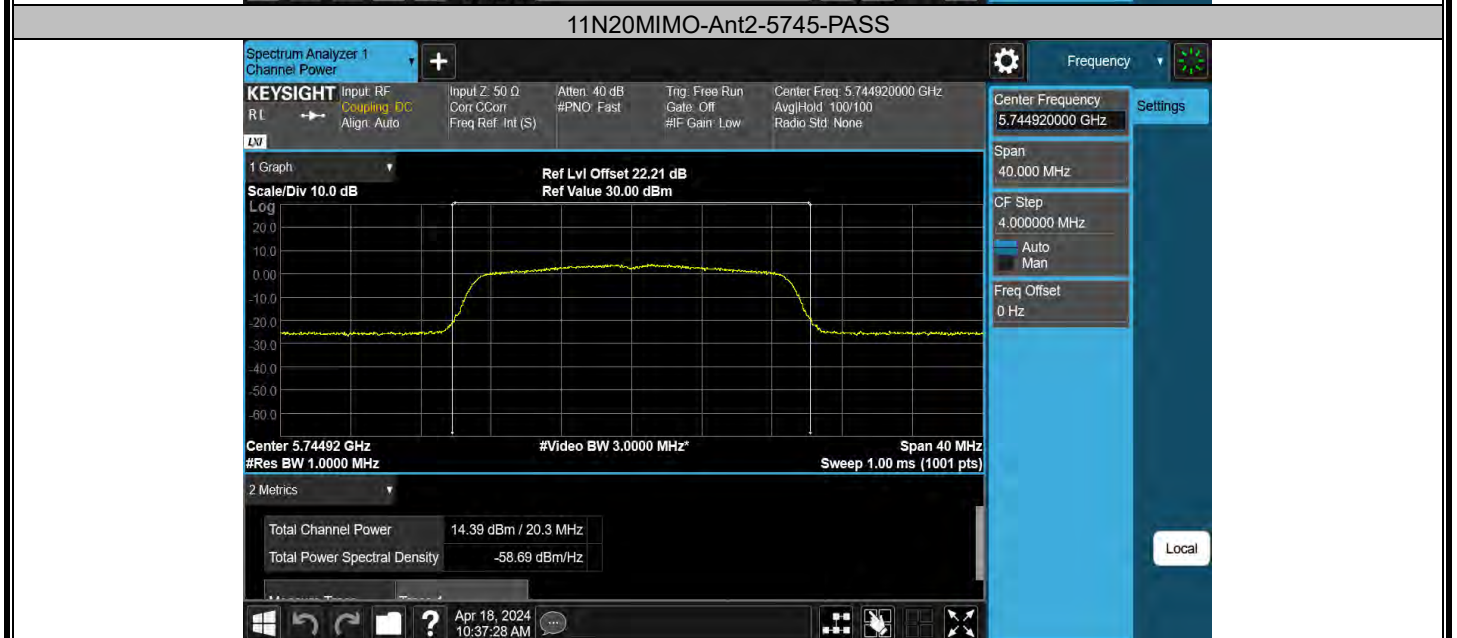 11N20MIMO-Ant2-5745-PASS
Spectrum Analyzer 1
Channel Power
+
Frequency
KEYSIGHT
R L
LXI
Input: RF
Coupling: DC
Align: Auto
Input Z: 50 Ω
Corr CCorr
Freq Ref: Int (S)
Atten: 40 dB
#PNO: Fast
Trig: Free Run
Gate: Off
#IF Gain: Low
Center Freq: 5.744920000 GHz
Avg|Hold: 100/100
Radio Std: None
Center Frequency
5.744920000 GHz
Settings
Span
40.000 MHz
CF Step
4.000000 MHz
Auto
Man
Freq Offset
0 Hz
1 Graph
Scale/Div 10.0 dB
Ref Lvl Offset 22.21 dB
Ref Value 30.00 dBm
Log
20.0
10.0
0.00
-10.0
-20.0
-30.0
-40.0
-50.0
-60.0
Center 5.74492 GHz
#Video BW 3.0000 MHz*
Span 40 MHz
#Res BW 1.0000 MHz
Sweep 1.00 ms (1001 pts)
2 Metrics
Total Channel Power 14.39 dBm / 20.3 MHz
Total Power Spectral Density -58.69 dBm/Hz
Local
?
Apr 18, 2024
10:37:28 AM